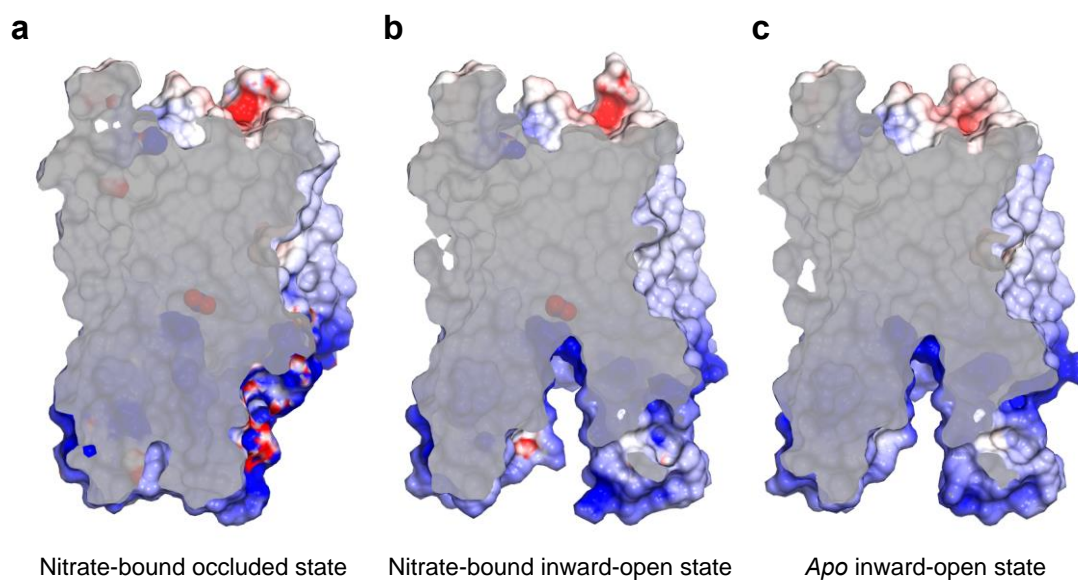 a
b
c
Nitrate-bound occluded state
Nitrate-bound inward-open state
Apo inward-open state